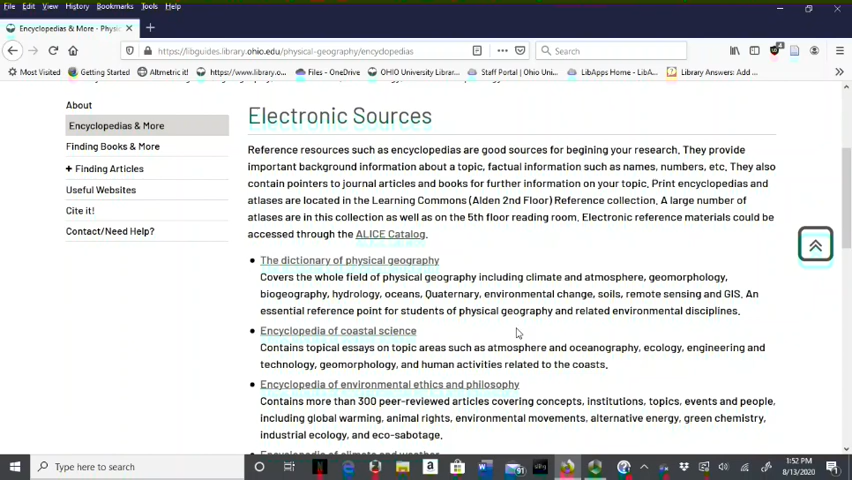 File Edit View History Bookmarks Tools Help
Encyclopedias & More - Physic
https://libguides.library.ohio.edu/physical-geography/encyclopedias
Search
Most Visited Getting Started Altmetric it! https://www.library.o... Files - OneDrive OHIO University Library... Staff Portal | Ohio Uni... LibApps Home - LibA... Library Answers: Add ...
About
Encyclopedias & More
Finding Books & More
+ Finding Articles
Useful Websites
Cite it!
Contact/Need Help?
Electronic Sources
Reference resources such as encyclopedias are good sources for begining your research. They provide
important background information about a topic, factual information such as names, numbers, etc. They also
contain pointers to journal articles and books for further information on your topic. Print encyclopedias and
atlases are located in the Learning Commons (Alden 2nd Floor) Reference collection. A large number of
atlases are in this collection as well as on the 5th floor reading room. Electronic reference materials could be
accessed through the ALICE Catalog.
The dictionary of physical geography
Covers the whole field of physical geography including climate and atmosphere, geomorphology,
biogeography, hydrology, oceans, Quaternary, environmental change, soils, remote sensing and GIS. An
essential reference point for students of physical geography and related environmental disciplines.
Encyclopedia of coastal science
Contains topical essays on topic areas such as atmosphere and oceanography, ecology, engineering and
technology, geomorphology, and human activities related to the coasts.
Encyclopedia of environmental ethics and philosophy
Contains more than 300 peer-reviewed articles covering concepts, institutions, topics, events and people,
including global warming, animal rights, environmental movements, alternative energy, green chemistry,
industrial ecology, and eco-sabotage.
Encyclopedia of climate and weather
Type here to search
91
1:52 PM
8/13/2020